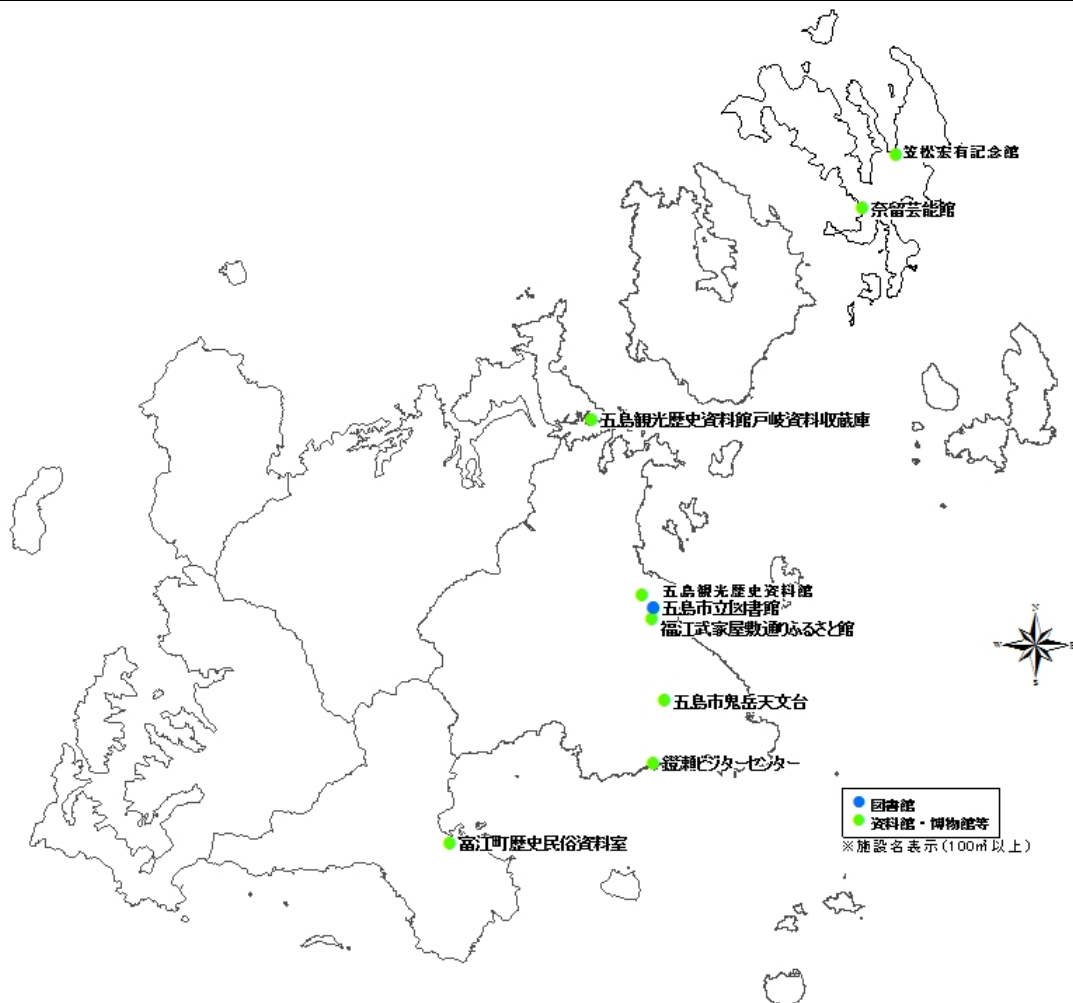 笠松宏有記念館
奈留芸能館
五島観光歴史資料館戸岐資料収蔵庫
五島観光歴史資料館
五島市立図書館
福江武家屋敷通りふるさと館
五島市鬼岳天文台
鐙瀬ビジターセンター
富江町歴史民俗資料室
N
W
E
S
図書館
資料館・博物館等
※施設名表示(100㎡以上)